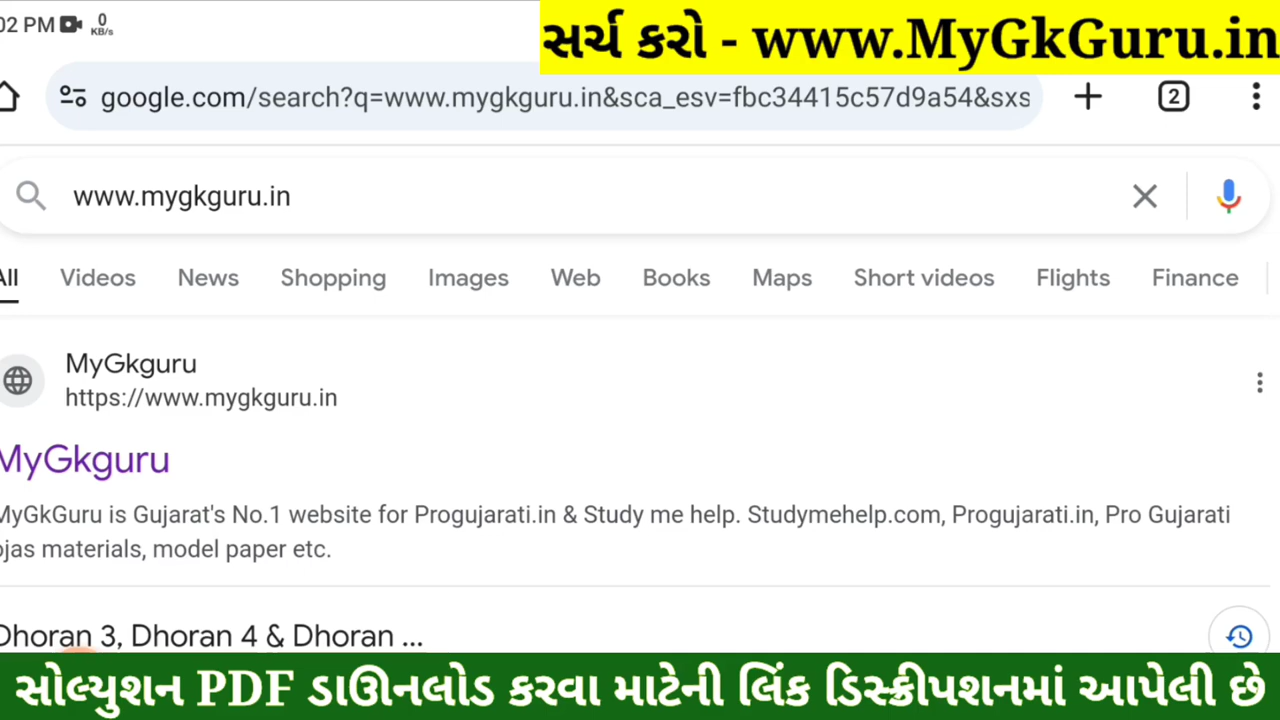 02 PM 0 KB/s
સર્ચ કરો - www.MyGkGuru.in
google.com/search?q=www.mygkguru.in&sca_esv=fbc34415c57d9a54&sxs
2
www.mygkguru.in
All Videos News Shopping Images Web Books Maps Short videos Flights Finance
MyGkguru
https://www.mygkguru.in
MyGkguru
MyGkGuru is Gujarat's No.1 website for Progujarati.in & Study me help. Studymehelp.com, Progujarati.in, Pro Gujarati
ojas materials, model paper etc.
Dhoran 3, Dhoran 4 & Dhoran ...
સોલ્યુશન PDF ડાઊનલોડ કરવા માટેની લિંક ડિસ્ક્રીપશનમાં આપેલી છે